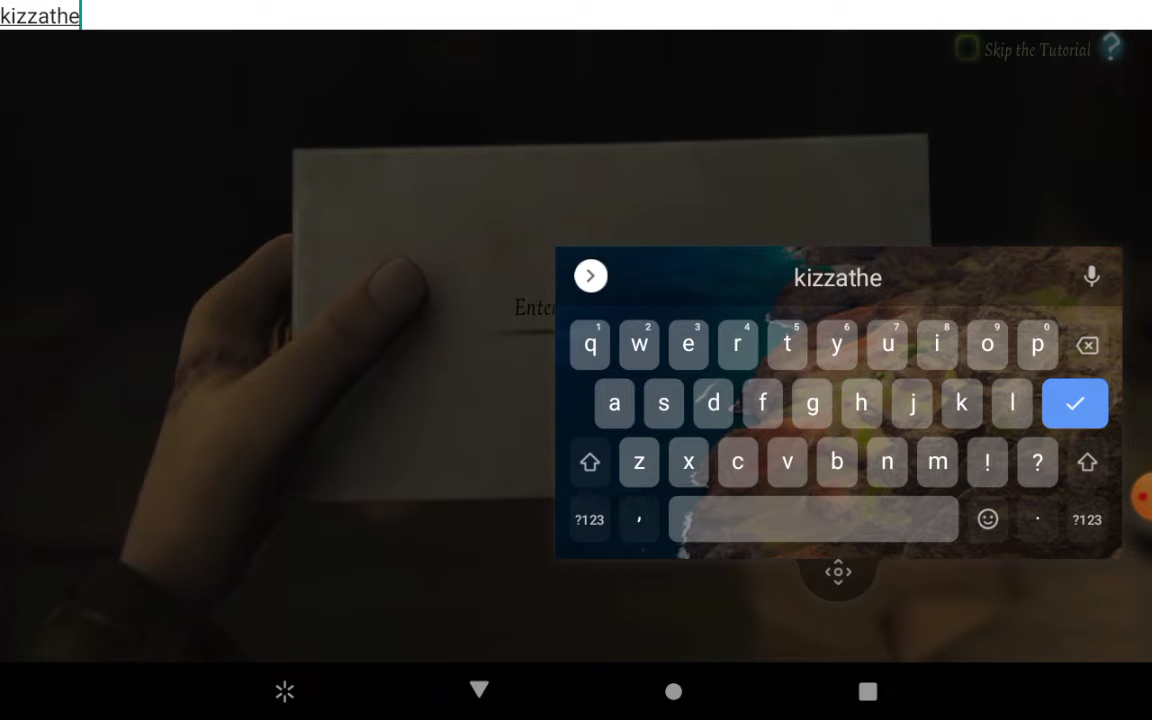 kizzathe
Skip the Tutorial ?
Enter
kizzathe
1 2 3 4 5 6 7 8 9 0
q w e r t y u i o p
a s d f g h j k l
z x c v b n m ! ?
?123 , . ?123